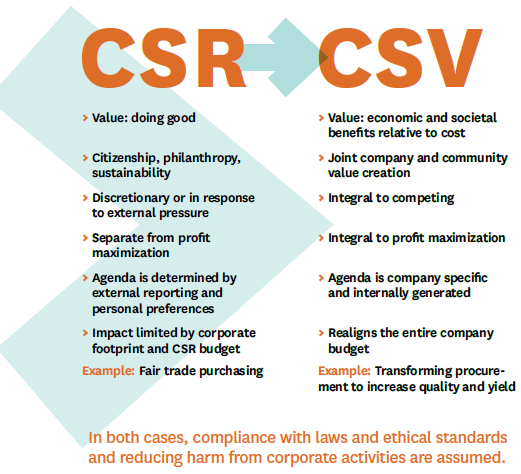 CSR CSV
› Value: doing good
› Value: economic and societal
benefits relative to cost
› Citizenship, philanthropy,
sustainability
› Joint company and community
value creation
› Discretionary or in response
to external pressure
› Integral to competing
› Separate from profit
maximization
› Integral to profit maximization
› Agenda is determined by
external reporting and
personal preferences
› Agenda is company specific
and internally generated
› Impact limited by corporate
footprint and CSR budget
› Realigns the entire company
budget
Example: Fair trade purchasing
Example: Transforming procure-
ment to increase quality and yield
In both cases, compliance with laws and ethical standards
and reducing harm from corporate activities are assumed.